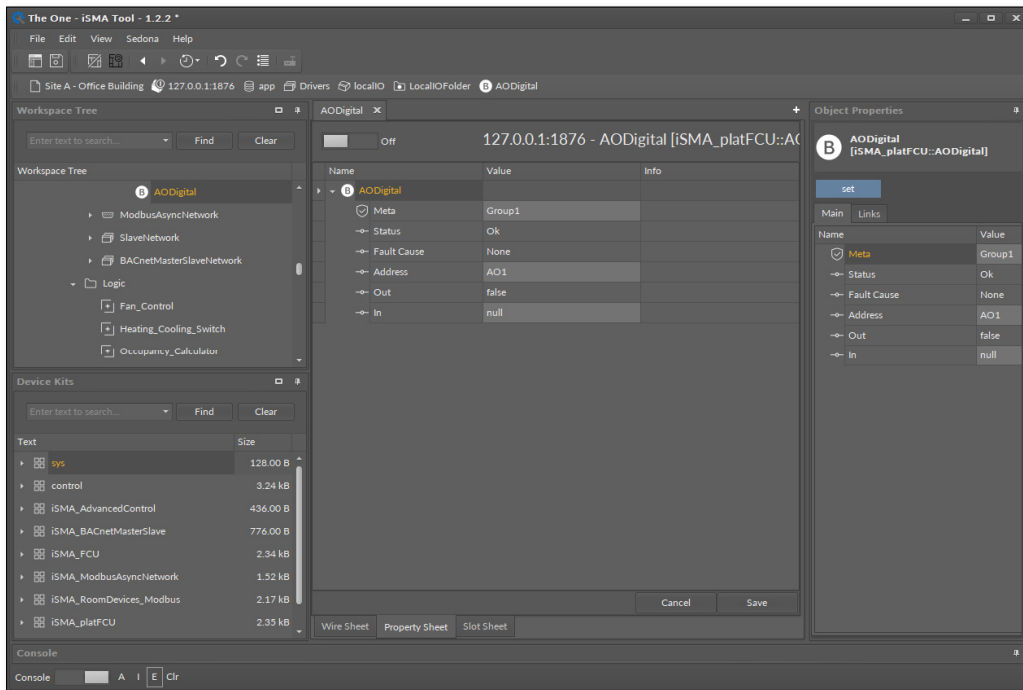 The One - iSMA Tool - 1.2.2 *
File Edit View Sedona Help
Site A - Office Building 127.0.0.1:1876 app Drivers localIO LocalIOFolder B AODigital
Workspace Tree
Enter text to search... Find Clear
Workspace Tree
B AODigital
ModbusAsyncNetwork
SlaveNetwork
BACnetMasterSlaveNetwork
Logic
Fan_Control
Heating_Cooling_Switch
Occupancy_Calculator
Device Kits
Enter text to search... Find Clear
Text Size
sys 128.00 B
control 3.24 kB
iSMA_AdvancedControl 436.00 B
iSMA_BACnetMasterSlave 776.00 B
iSMA_FCU 2.34 kB
iSMA_ModbusAsyncNetwork 1.52 kB
iSMA_RoomDevices_Modbus 2.17 kB
iSMA_platFCU 2.35 kB
AODigital X
Off 127.0.0.1:1876 - AODigital [iSMA_platFCU::A
Name Value Info
B AODigital
Meta Group1
Status Ok
Fault Cause None
Address AO1
Out false
In null
Cancel Save
Wire Sheet Property Sheet Slot Sheet
Object Properties
B AODigital
[iSMA_platFCU::AODigital]
set
Main Links
Name Value
Meta Group1
Status Ok
Fault Cause None
Address AO1
Out false
In null
Console
Console A I E Clr